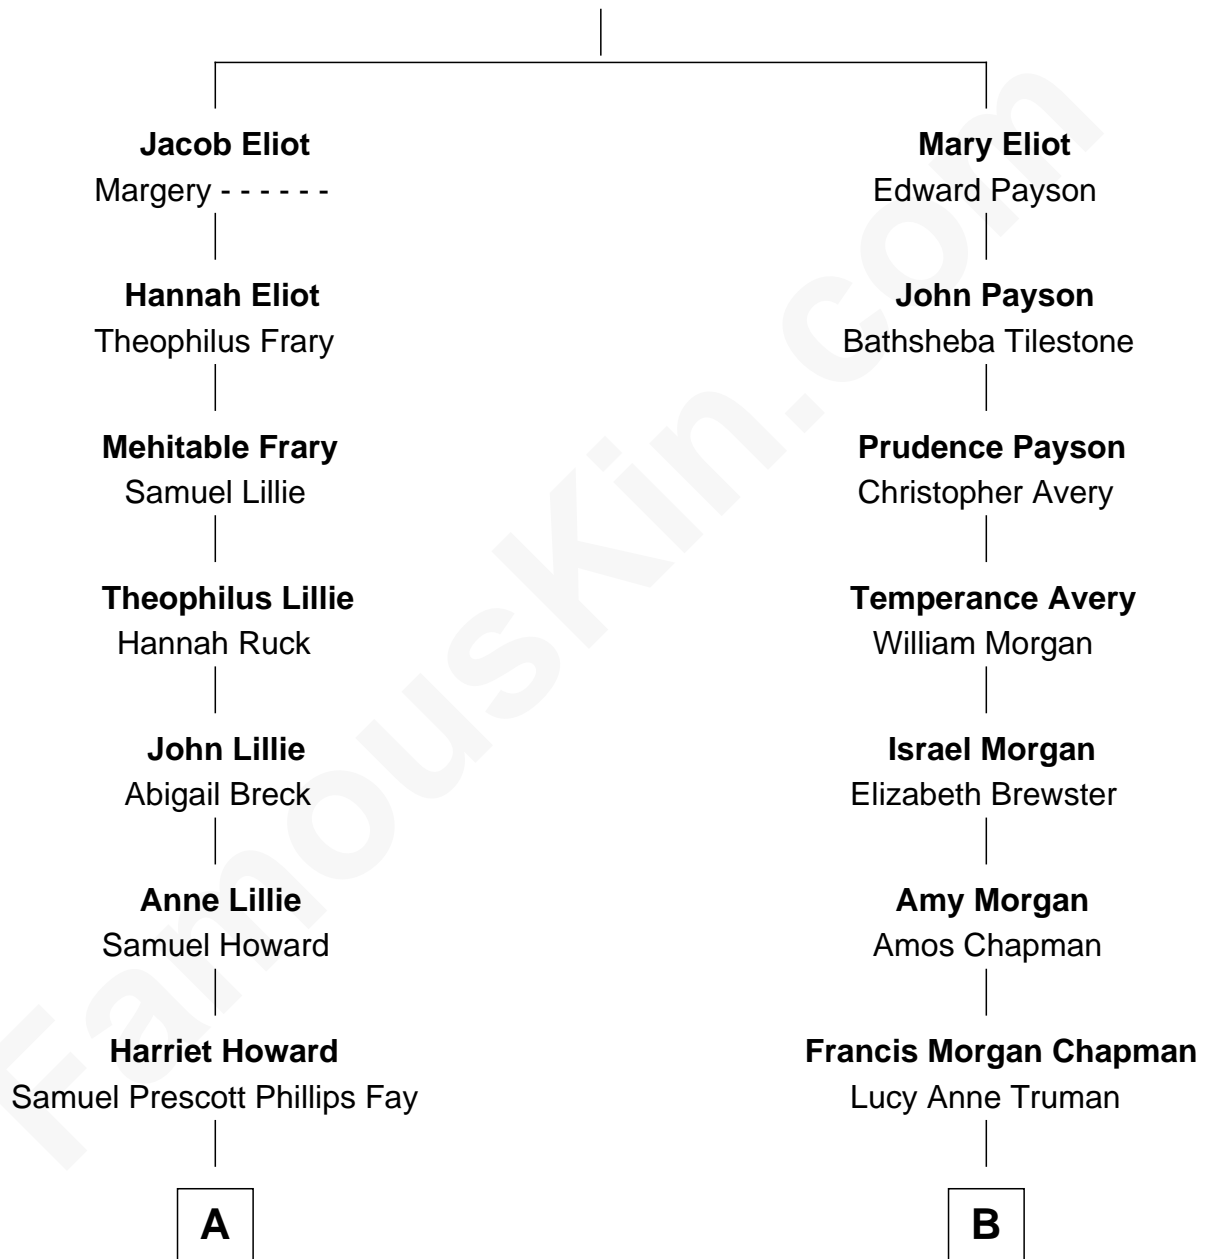 Jacob Eliot
Margery - - - - - -
Hannah Eliot
Theophilus Frary
Mehitable Frary
Samuel Lillie
Theophilus Lillie
Hannah Ruck
John Lillie
Abigail Breck
Anne Lillie
Samuel Howard
Harriet Howard
Samuel Prescott Phillips Fay
A
Mary Eliot
Edward Payson
John Payson
Bathsheba Tilestone
Prudence Payson
Christopher Avery
Temperance Avery
William Morgan
Israel Morgan
Elizabeth Brewster
Amy Morgan
Amos Chapman
Francis Morgan Chapman
Lucy Anne Truman
B
FamousKin.com